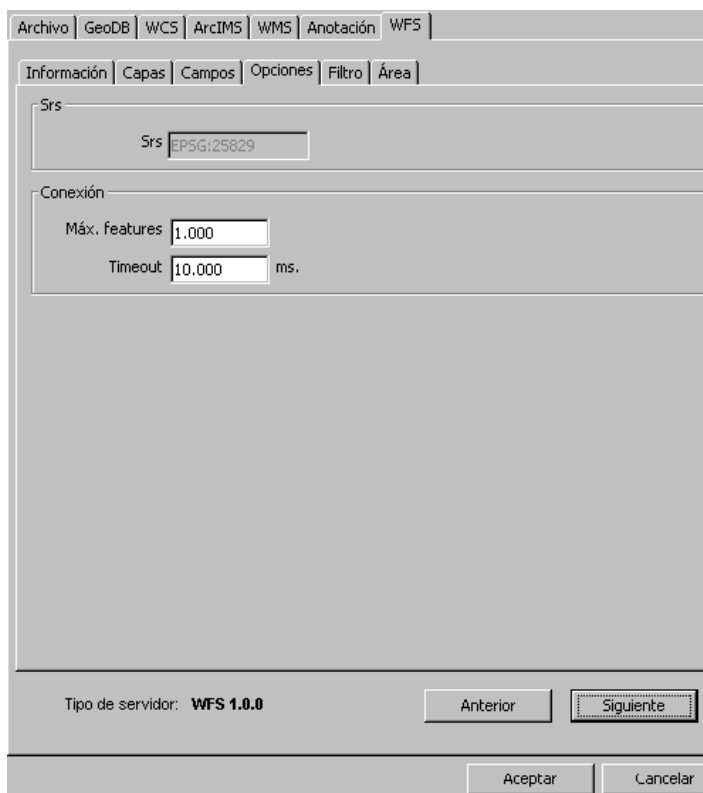 Archivo GeoDB WCS ArcIMS WMS Anotación WFS
Información Capas Campos Opciones Filtro Área
Srs
Srs EPSG:25829
Conexión
Máx. features 1.000
Timeout 10.000 ms.
Tipo de servidor: WFS 1.0.0 Anterior Siguiente
Aceptar Cancelar